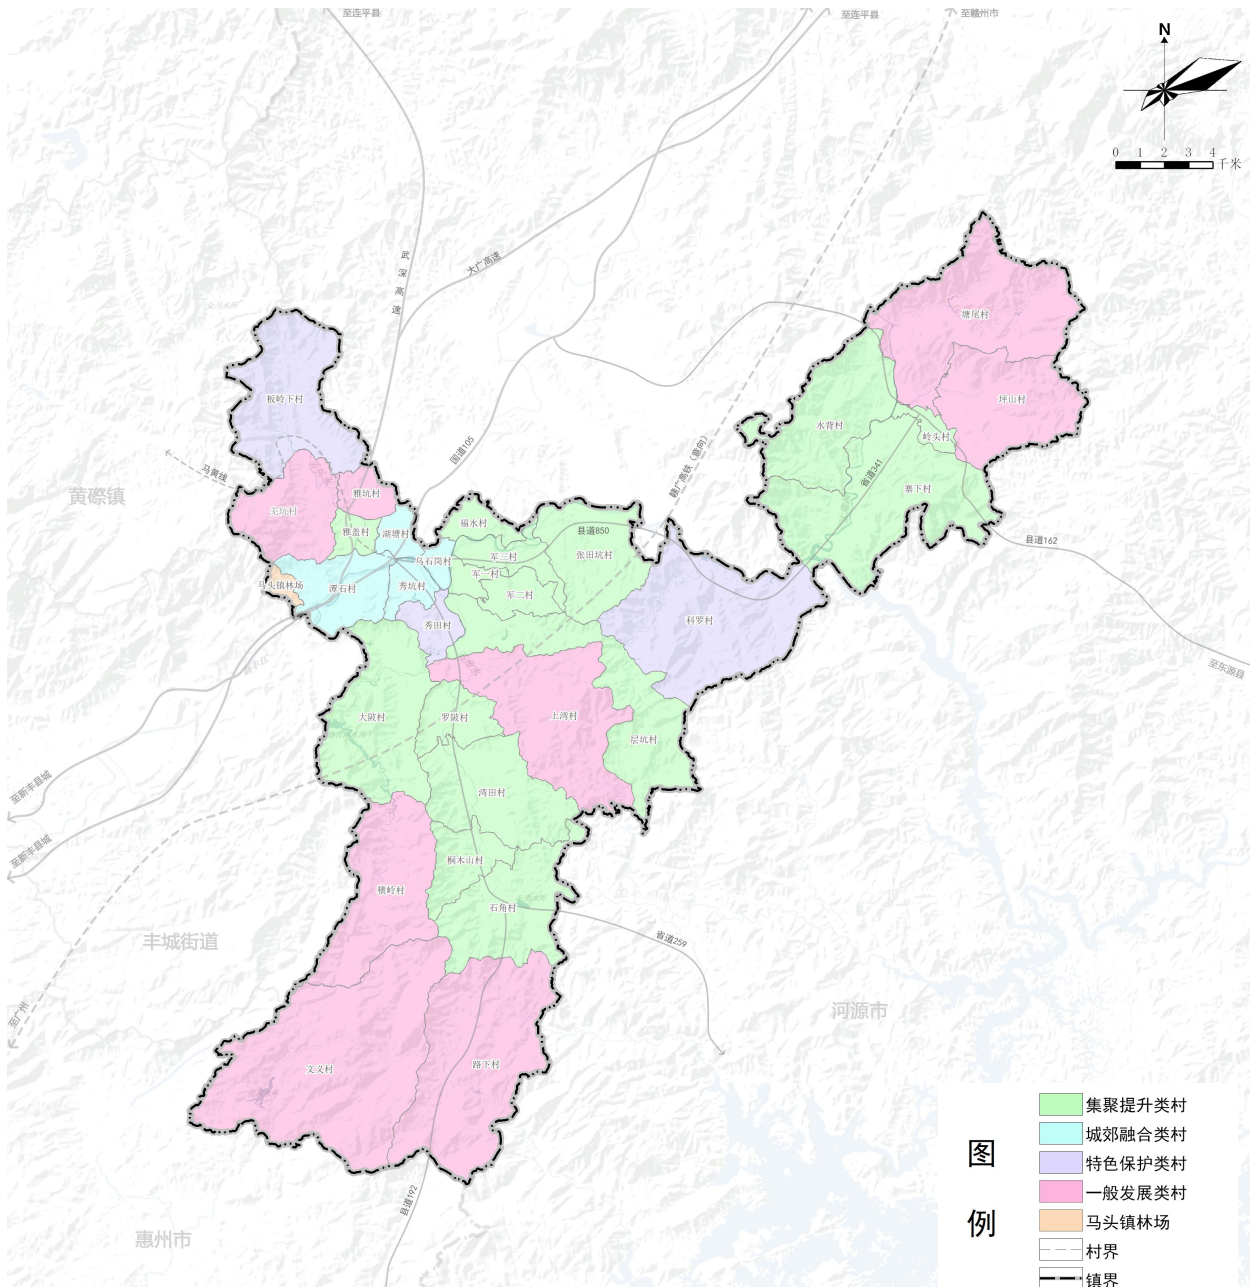 至连平县
至连平县
至赣州市
N
0 1 2 3 4 千米
武深高速
大广高速
塘尾村
板岭下村
坪山村
水背村
岭头村
国道105
赣广高铁（意向）
马黄线
省道341
黄磜镇
雅坑村
寨下村
福水村
县道850
雅盖村
湖塘村
县道162
张田坑村
乌石岗村
军三村
军一村
马头镇林场
潭石村
秀坑村
军二村
秀田村
科罗村
至东源县
大陂村
罗陂村
上湾村
层坑村
至新丰县城
湾田村
至新丰县城
桐木山村
横岭村
石角村
丰城街道
省道259
至广州
河源市
文义村
路下村
县道192
惠州市
图例
集聚提升类村
城郊融合类村
特色保护类村
一般发展类村
马头镇林场
村界
镇界